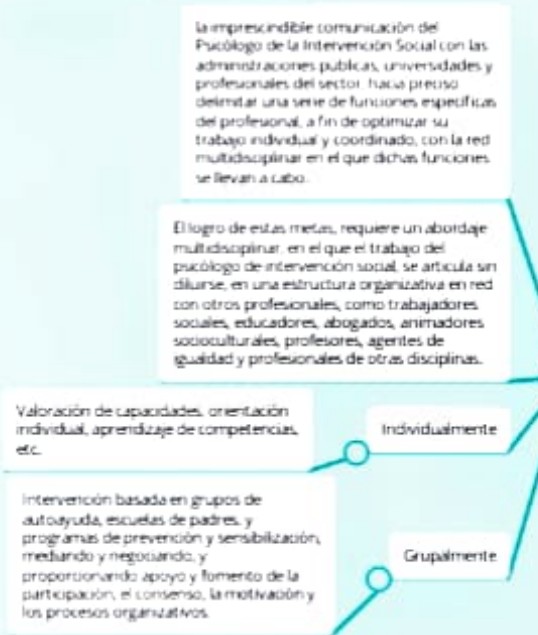 la imprescindible comunicación del
Psicólogo de la Intervención Social con las
administraciones publicas, universidades y
profesionales del sector, hacia preciso
delimitar una serie de funciones específicas
del profesional, a fin de optimizar su
trabajo individual y coordinado, con la red
multidisciplinar en el que dichas funciones
se llevan a cabo.
El logro de estas metas, requiere un abordaje
multidisciplinar, en el que el trabajo del
psicólogo de intervención social, se articula sin
diluirse, en una estructura organizativa en red
con otros profesionales, como trabajadores
sociales, educadores, abogados, animadores
socioculturales, profesores, agentes de
igualdad y profesionales de otras disciplinas.
Valoración de capacidades, orientación
individual, aprendizaje de competencias,
etc.
Individualmente
Intervención basada en grupos de
autoayuda, escuelas de padres, y
programas de prevención y sensibilización,
mediando y negociando, y
proporcionando apoyo y fomento de la
participación, el consenso, la motivación y
los procesos organizativos.
Grupalmente